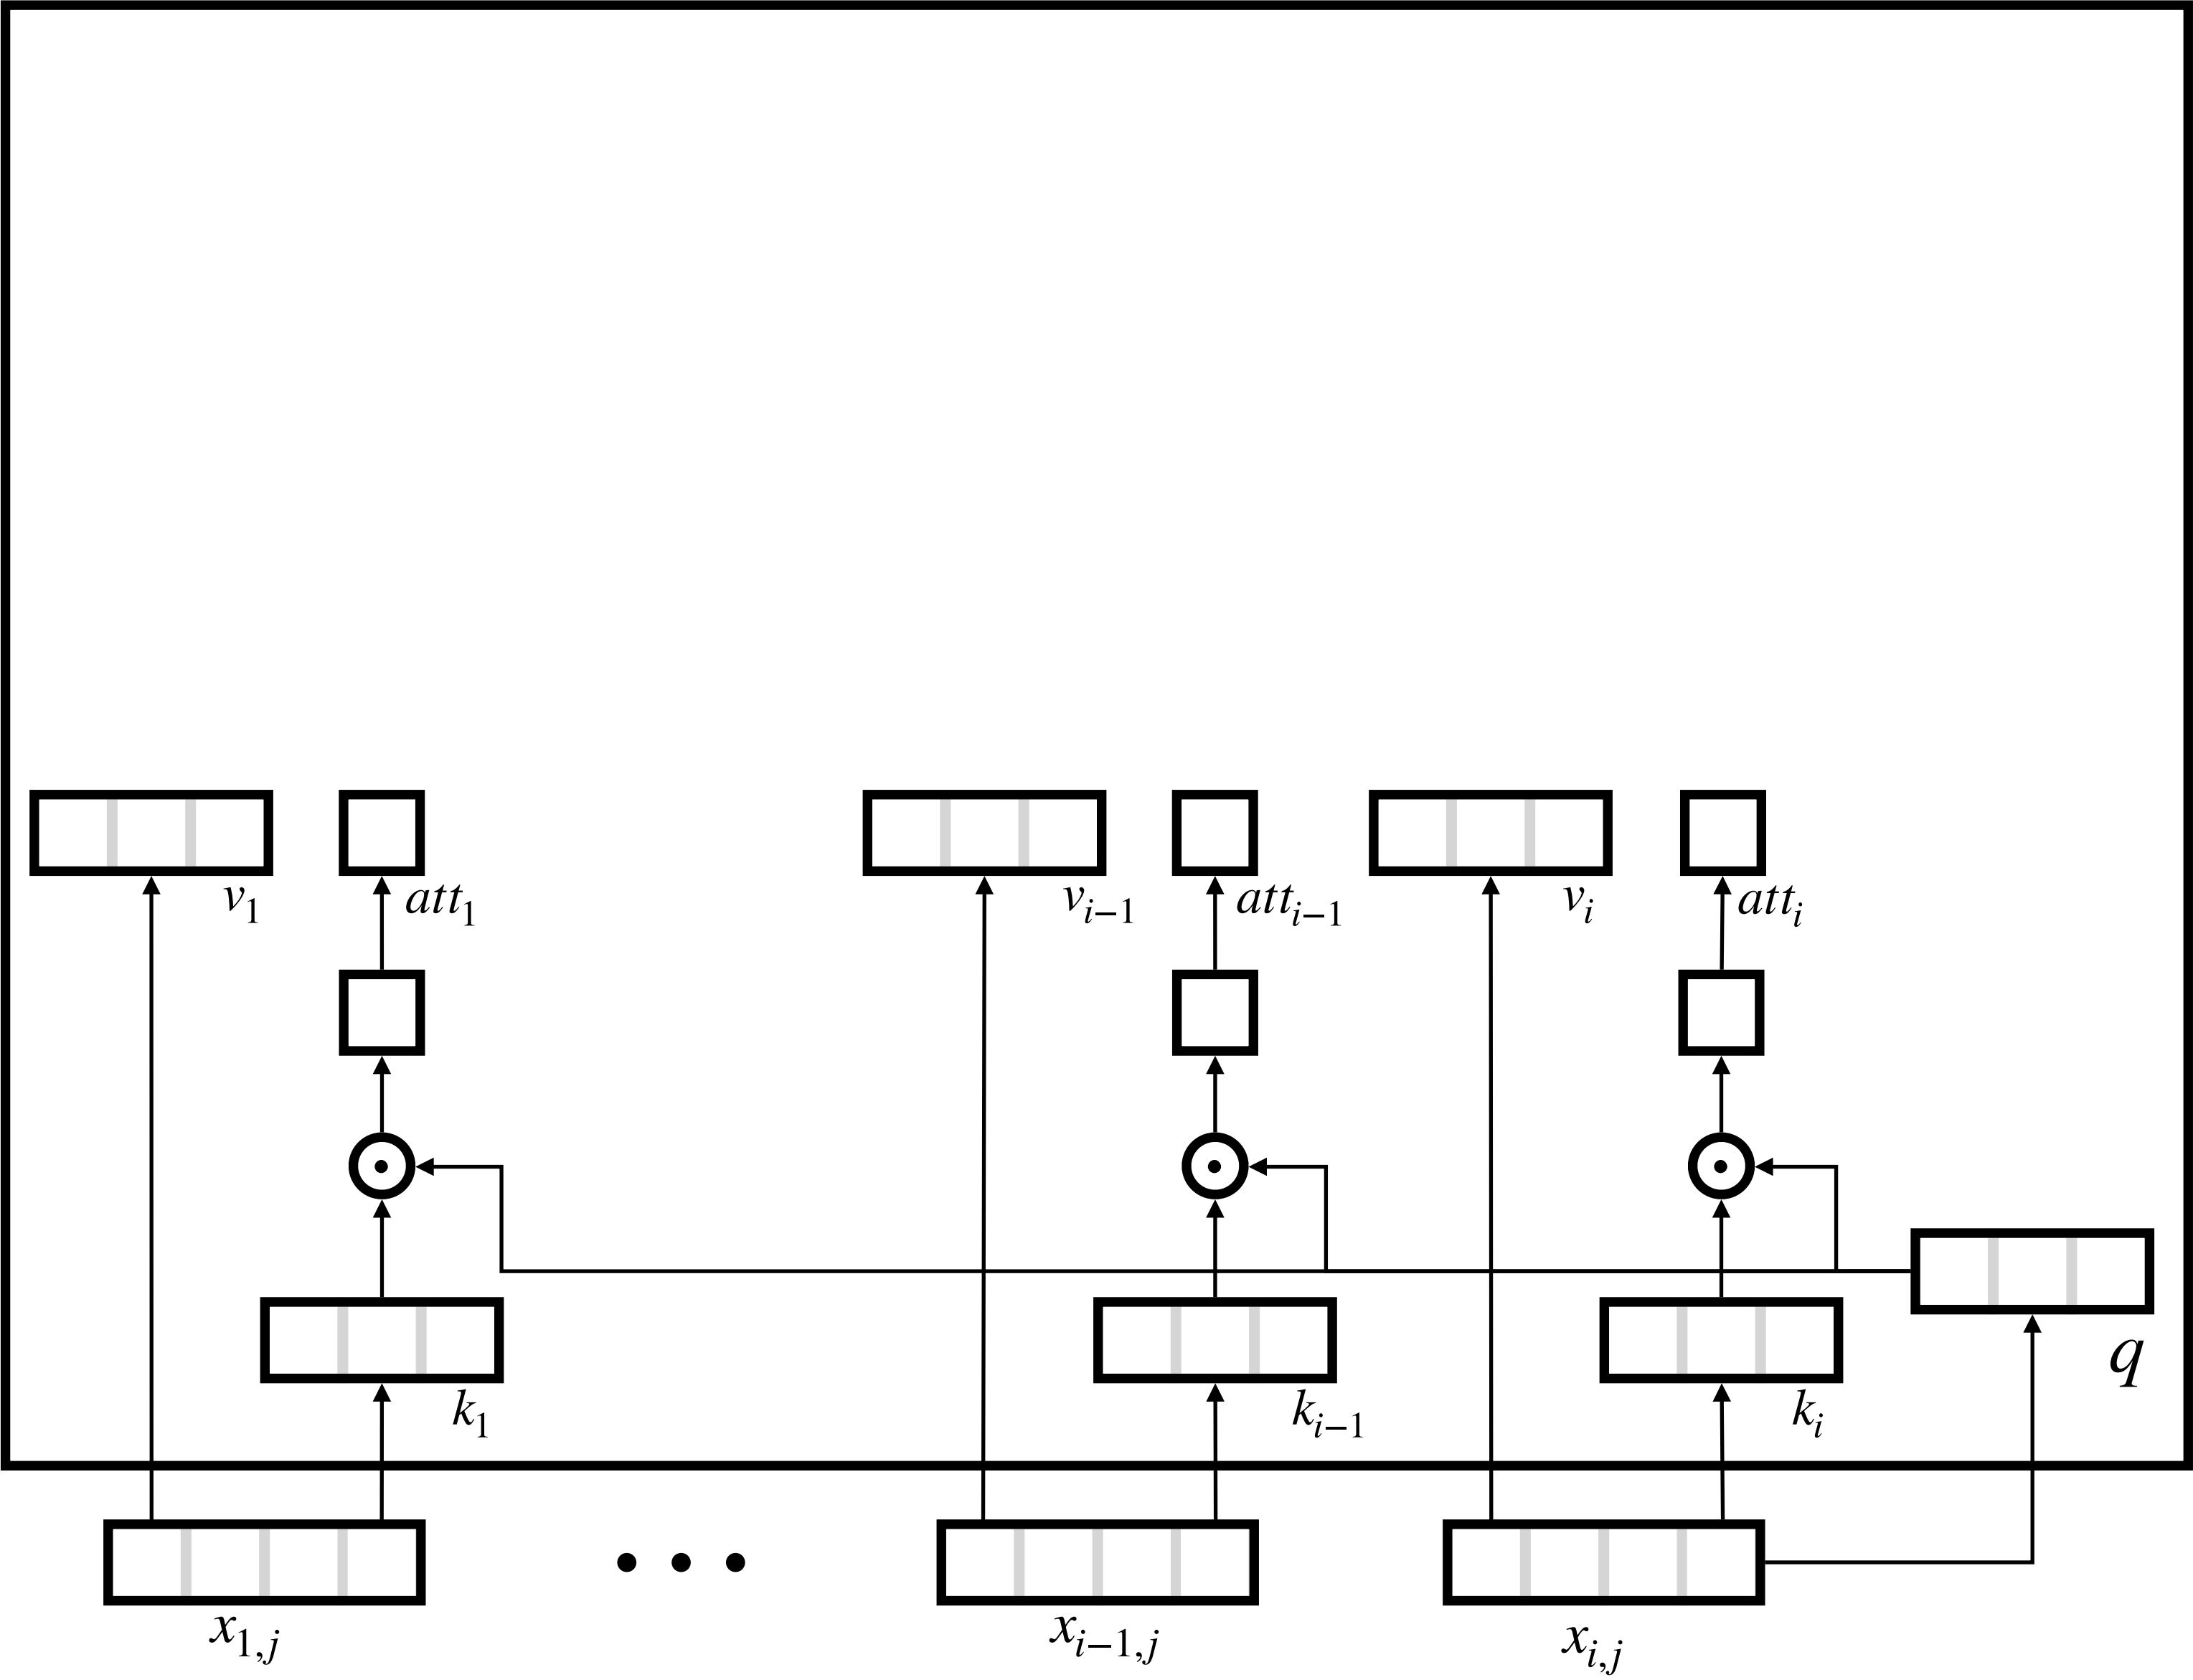 v₁ att₁ vᵢ₋₁ attᵢ₋₁ vᵢ attᵢ
q
k₁ kᵢ₋₁ kᵢ
x₁,ⱼ xᵢ₋₁,ⱼ xᵢ,ⱼ